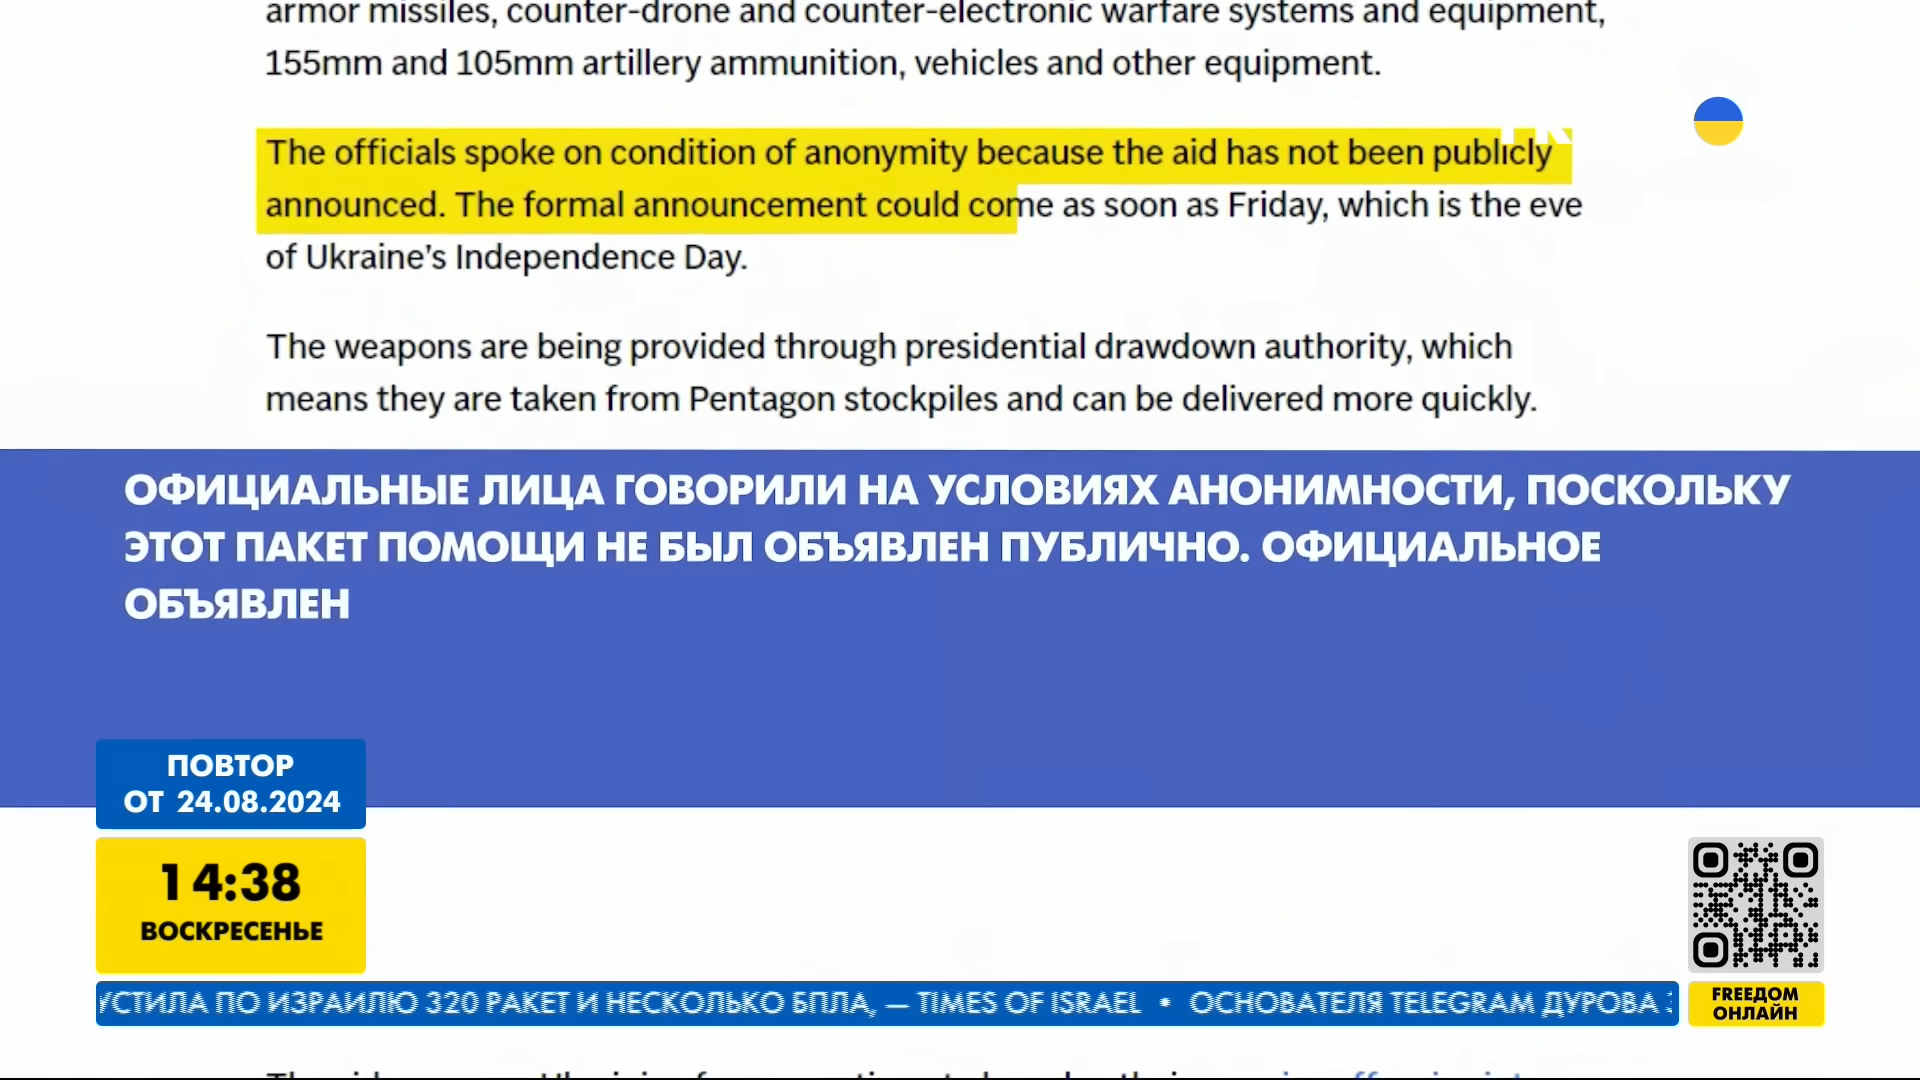 armor missiles, counter-drone and counter-electronic warfare systems and equipment,
155mm and 105mm artillery ammunition, vehicles and other equipment.
The officials spoke on condition of anonymity because the aid has not been publicly
announced. The formal announcement could come as soon as Friday, which is the eve
of Ukraine’s Independence Day.
The weapons are being provided through presidential drawdown authority, which
means they are taken from Pentagon stockpiles and can be delivered more quickly.
ОФИЦИАЛЬНЫЕ ЛИЦА ГОВОРИЛИ НА УСЛОВИЯХ АНОНИМНОСТИ, ПОСКОЛЬКУ
ЭТОТ ПАКЕТ ПОМОЩИ НЕ БЫЛ ОБЪЯВЛЕН ПУБЛИЧНО. ОФИЦИАЛЬНОЕ
ОБЪЯВЛЕН
ПОВТОР
ОТ 24.08.2024
14:38
ВОСКРЕСЕНЬЕ
УСТИЛА ПО ИЗРАИЛЮ 320 РАКЕТ И НЕСКОЛЬКО БПЛА, — TIMES OF ISRAEL • ОСНОВАТЕЛЯ TELEGRAM ДУРОВА
FREEДОМ
ОНЛАЙН